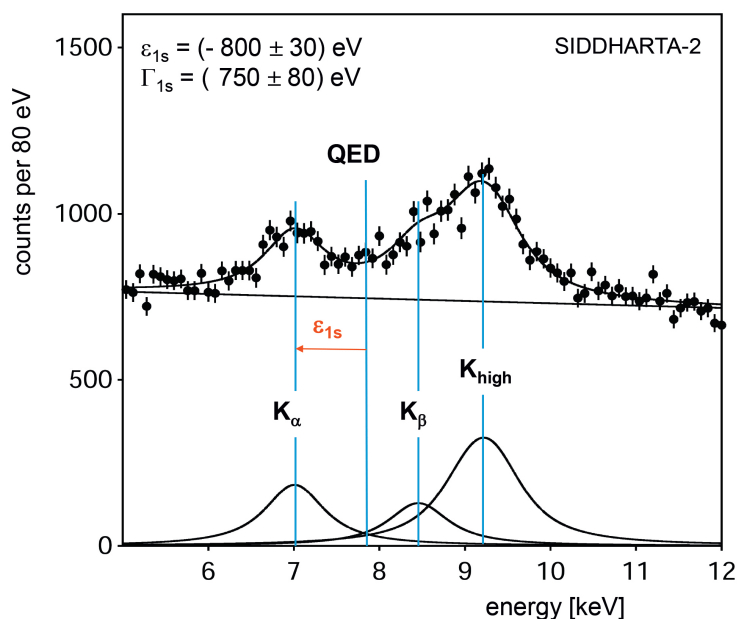 1500
ε1s = (- 800 ± 30) eV
SIDDHARTA-2
Γ1s = ( 750 ± 80) eV
counts per 80 eV
QED
1000
ε1s
500
Khigh
Kα
Kβ
0
6 7 8 9 10 11 12
energy [keV]